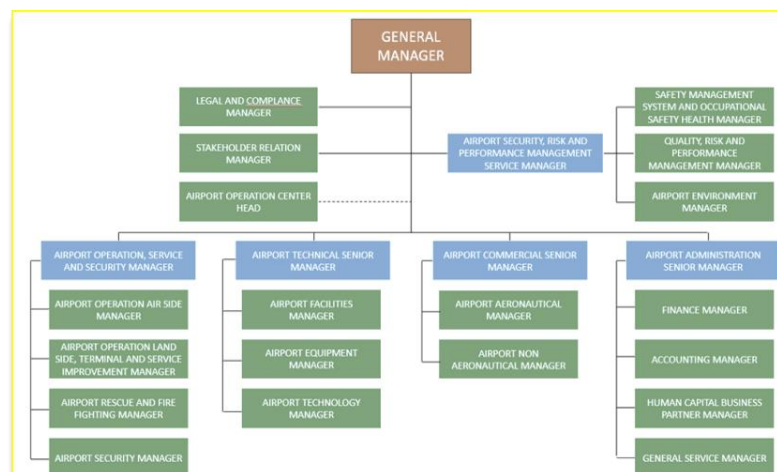 GENERAL
MANAGER
LEGAL AND COMPLIANCE
MANAGER
STAKEHOLDER RELATION
MANAGER
AIRPORT OPERATION CENTER
HEAD
AIRPORT SECURITY, RISK AND
PERFORMANCE MANAGEMENT
SERVICE MANAGER
SAFETY MANAGEMENT
SYSTEM AND OCCUPATIONAL
SAFETY HEALTH MANAGER
QUALITY, RISK AND
PERFORMANCE
MANAGEMENT MANAGER
AIRPORT ENVIRONMENT
MANAGER
AIRPORT OPERATION, SERVICE
AND SECURITY MANAGER
AIRPORT OPERATION AIR SIDE
MANAGER
AIRPORT OPERATION LAND
SIDE, TERMINAL AND SERVICE
IMPROVEMENT MANAGER
AIRPORT RESCUE AND FIRE
FIGHTING MANAGER
AIRPORT SECURITY MANAGER
AIRPORT TECHNICAL SENIOR
MANAGER
AIRPORT FACILITIES
MANAGER
AIRPORT EQUIPMENT
MANAGER
AIRPORT TECHNOLOGY
MANAGER
AIRPORT COMMERCIAL SENIOR
MANAGER
AIRPORT AERONAUTICAL
MANAGER
AIRPORT NON
AERONAUTICAL MANAGER
AIRPORT ADMINISTRATION
SENIOR MANAGER
FINANCE MANAGER
ACCOUNTING MANAGER
HUMAN CAPITAL BUSINESS
PARTNER MANAGER
GENERAL SERVICE MANAGER